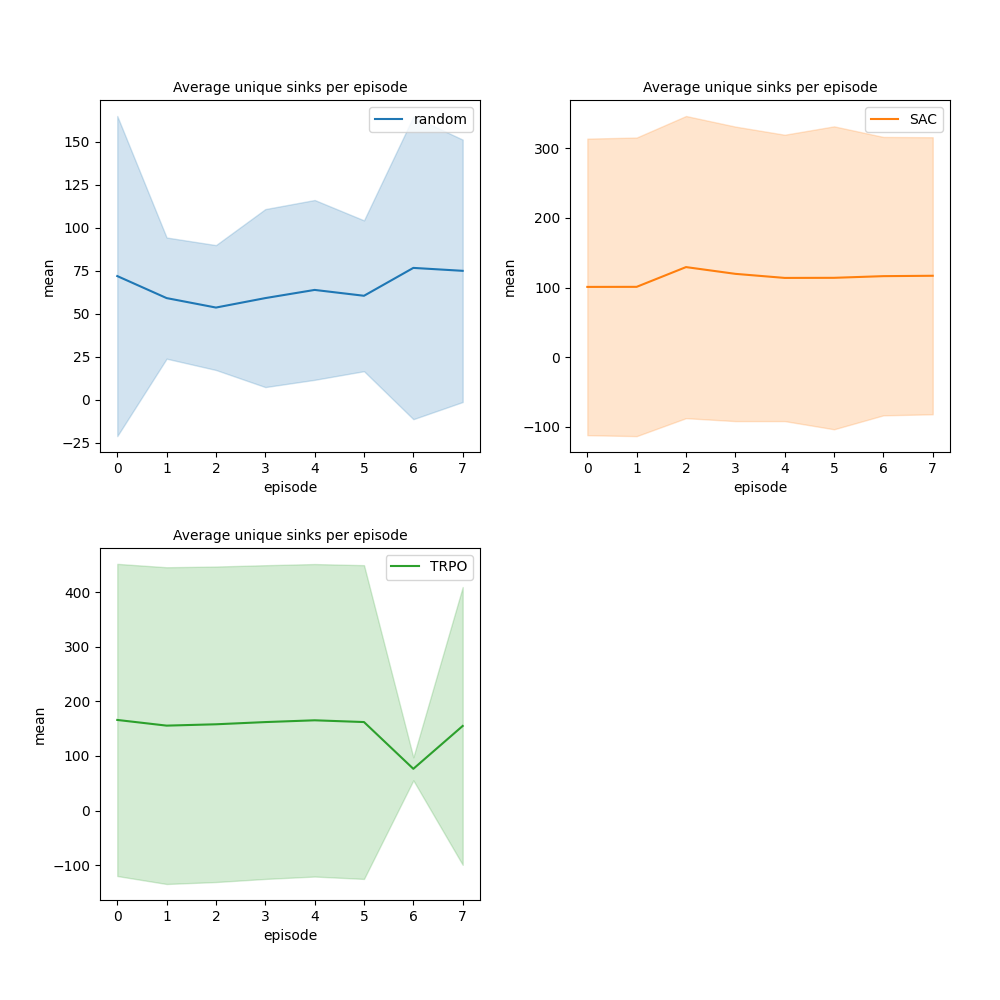 Average unique sinks per episode
random
150
125
100
75
50
25
0
−25
mean
0 1 2 3 4 5 6 7
episode
Average unique sinks per episode
SAC
300
200
100
0
−100
mean
0 1 2 3 4 5 6 7
episode
Average unique sinks per episode
TRPO
400
300
200
100
0
−100
mean
0 1 2 3 4 5 6 7
episode